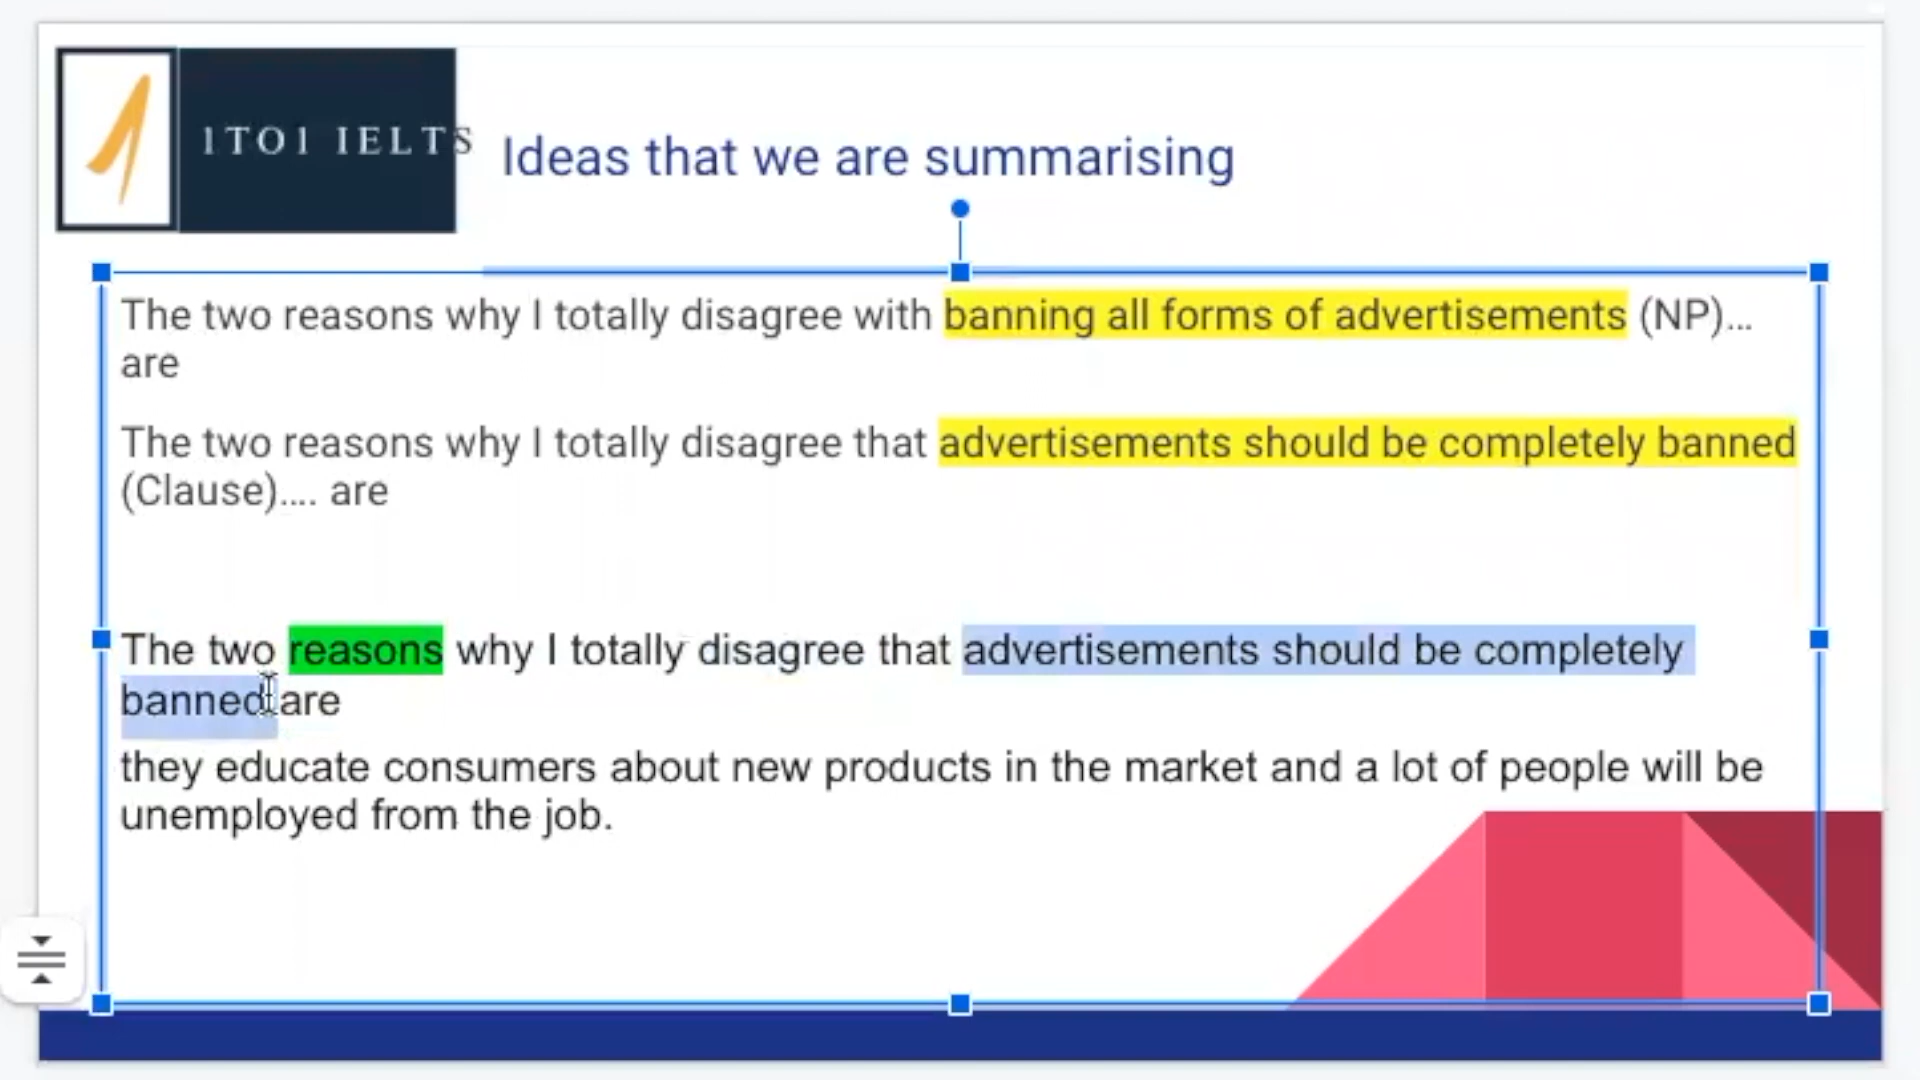 1TO1 IELTS
Ideas that we are summarising
The two reasons why I totally disagree with banning all forms of advertisements (NP)...
are
The two reasons why I totally disagree that advertisements should be completely banned
(Clause).... are
The two reasons why I totally disagree that advertisements should be completely
banned are
they educate consumers about new products in the market and a lot of people will be
unemployed from the job.